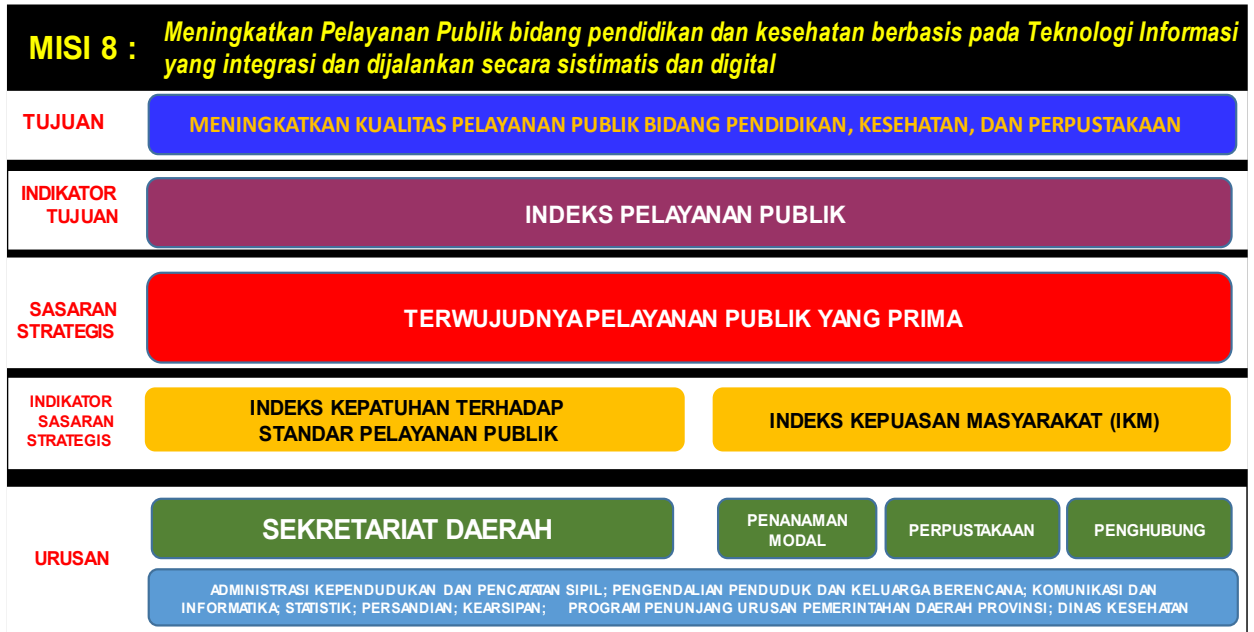 MISI 8 :
Meningkatkan Pelayanan Publik bidang pendidikan dan kesehatan berbasis pada Teknologi Informasi
yang integrasi dan dijalankan secara sistimatis dan digital
TUJUAN
MENINGKATKAN KUALITAS PELAYANAN PUBLIK BIDANG PENDIDIKAN, KESEHATAN, DAN PERPUSTAKAAN
INDIKATOR
TUJUAN
INDEKS PELAYANAN PUBLIK
SASARAN
STRATEGIS
TERWUJUDNYA PELAYANAN PUBLIK YANG PRIMA
INDIKATOR
SASARAN
STRATEGIS
INDEKS KEPATUHAN TERHADAP
STANDAR PELAYANAN PUBLIK
INDEKS KEPUASAN MASYARAKAT (IKM)
URUSAN
SEKRETARIAT DAERAH
PENANAMAN
MODAL
PERPUSTAKAAN
PENGHUBUNG
ADMINISTRASI KEPENDUDUKAN DAN PENCATATAN SIPIL; PENGENDALIAN PENDUDUK DAN KELUARGA BERENCANA; KOMUNIKASI DAN
INFORMATIKA; STATISTIK; PERSANDIAN; KEARSIPAN; PROGRAM PENUNJANG URUSAN PEMERINTAHAN DAERAH PROVINSI; DINAS KESEHATAN